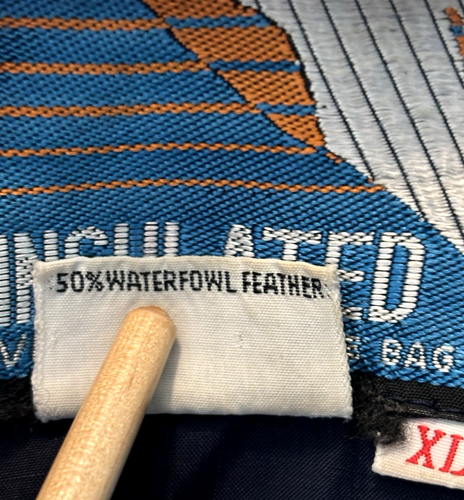 INSULATED
50% WATERFOWL FEATHER
BAG
XL